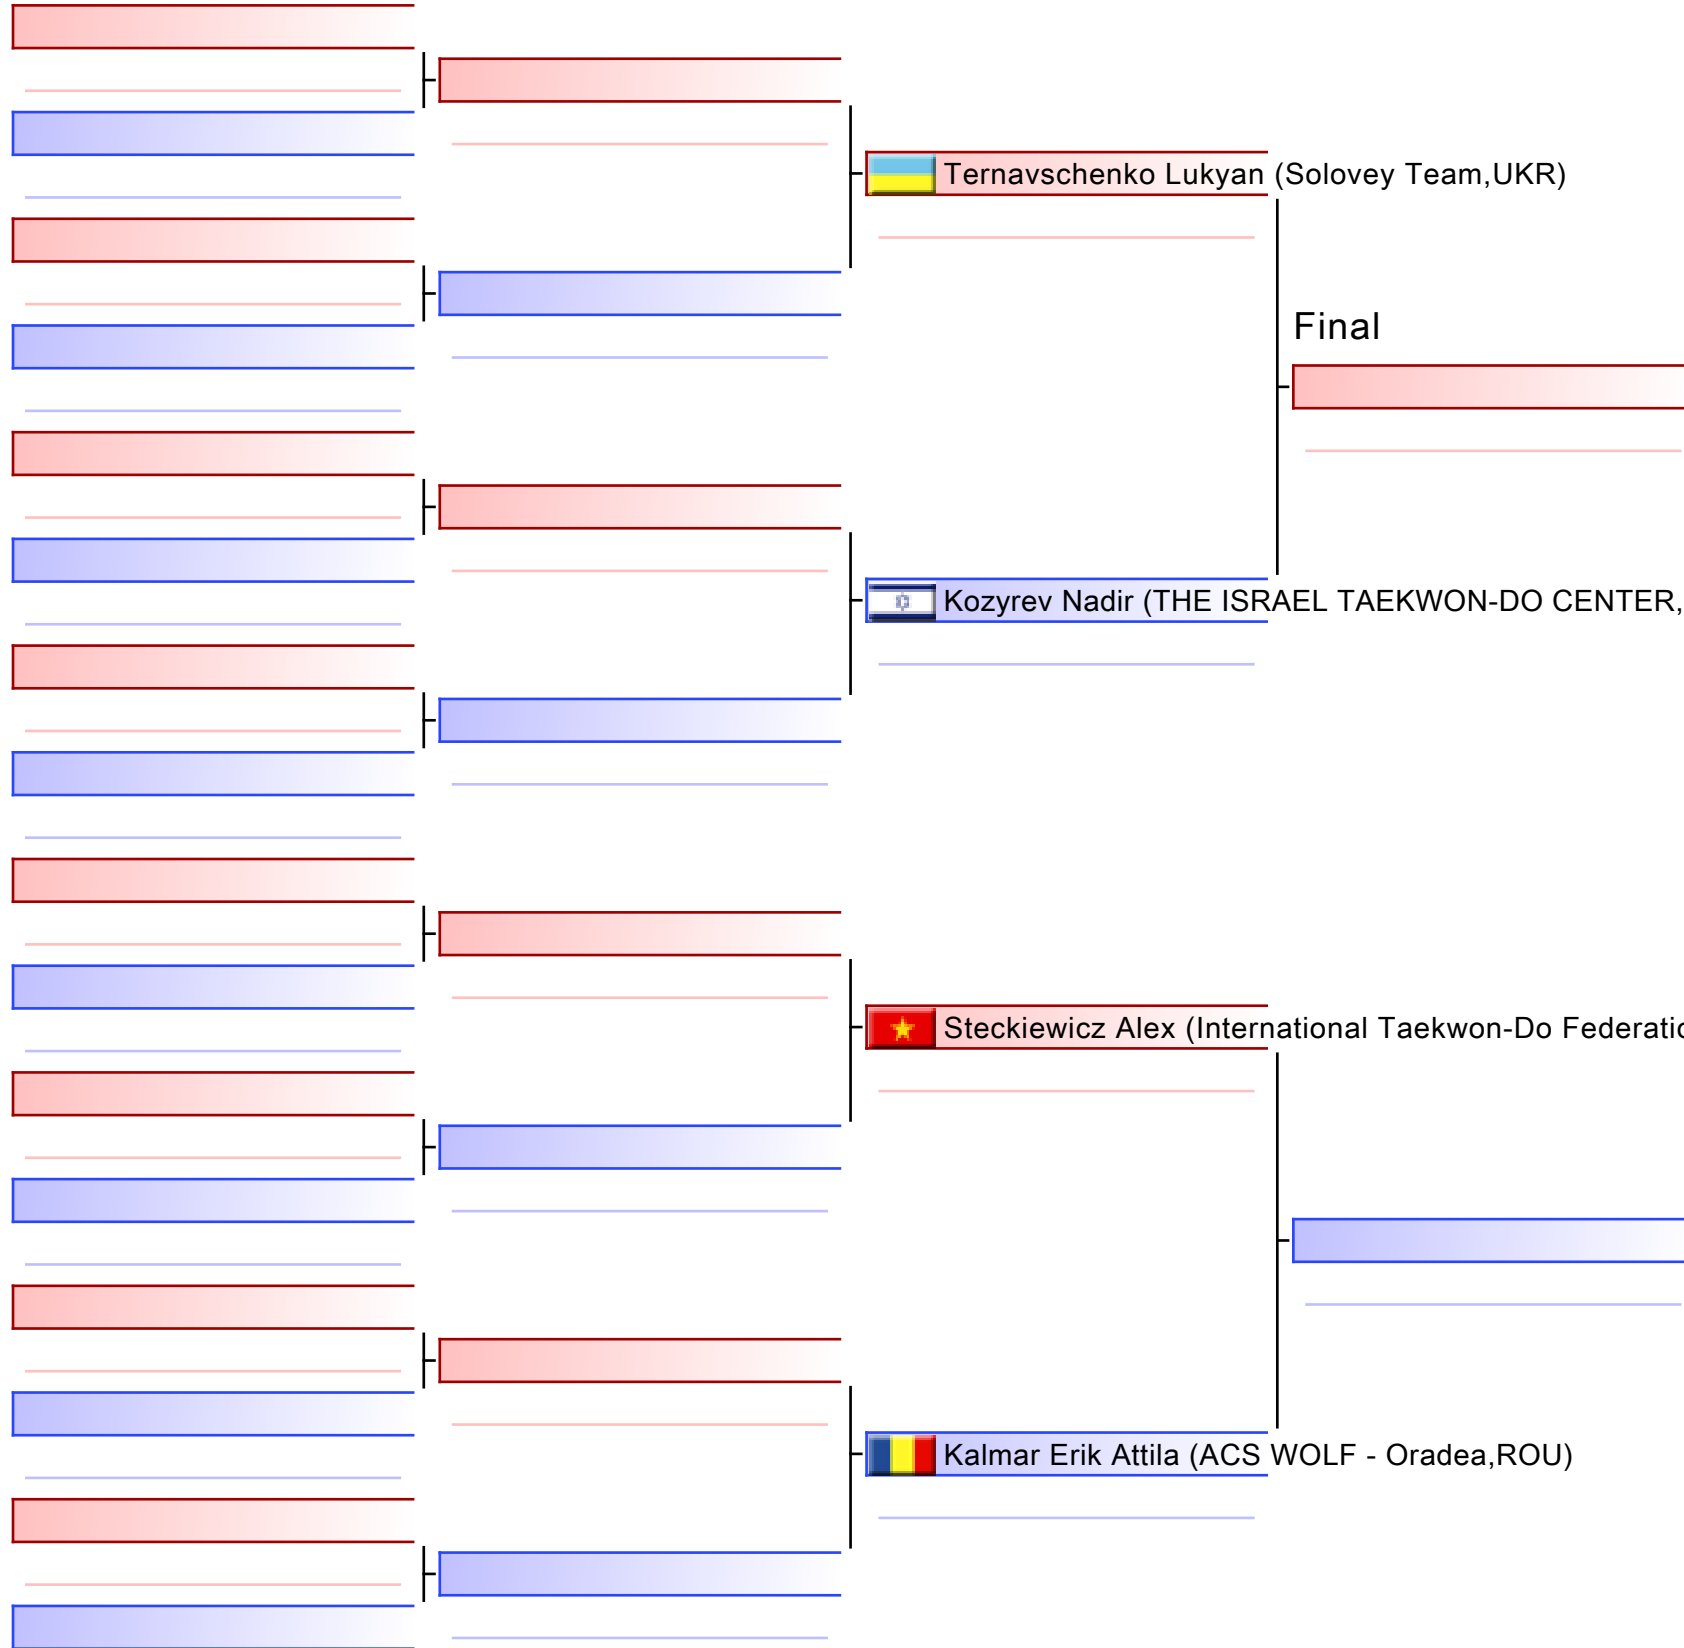 Ternavschenko Lukyan (Solovey Team,UKR)
Final
Kozyrev Nadir (THE ISRAEL TAEKWON-DO CENTER,
Steckiewicz Alex (International Taekwon-Do
Kalmar Erik Attila (ACS WOLF - Oradea,ROU)